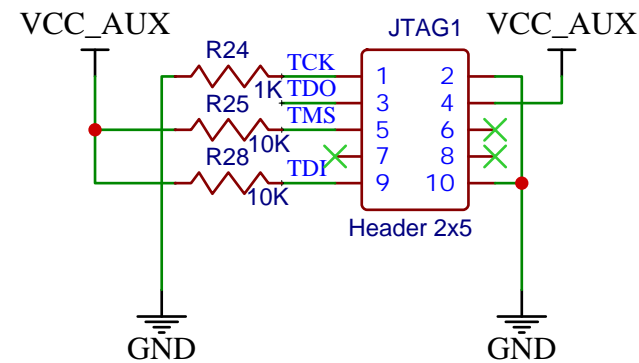 VCC_AUX JTAG1 VCC_AUX
R24 TCK 1 2
1K TDO 3 4
R25 TMS 5 6
10K 7 8
R28 TDI 9 10
10K
Header 2x5
GND GND